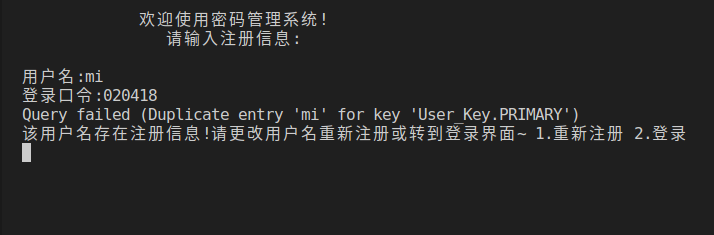 欢迎使用密码管理系统!
请输入注册信息:
用户名:mi
登录口令:020418
Query failed (Duplicate entry 'mi' for key 'User_Key.PRIMARY')
该用户名存在注册信息!请更改用户名重新注册或转到登录界面~ 1.重新注册 2.登录